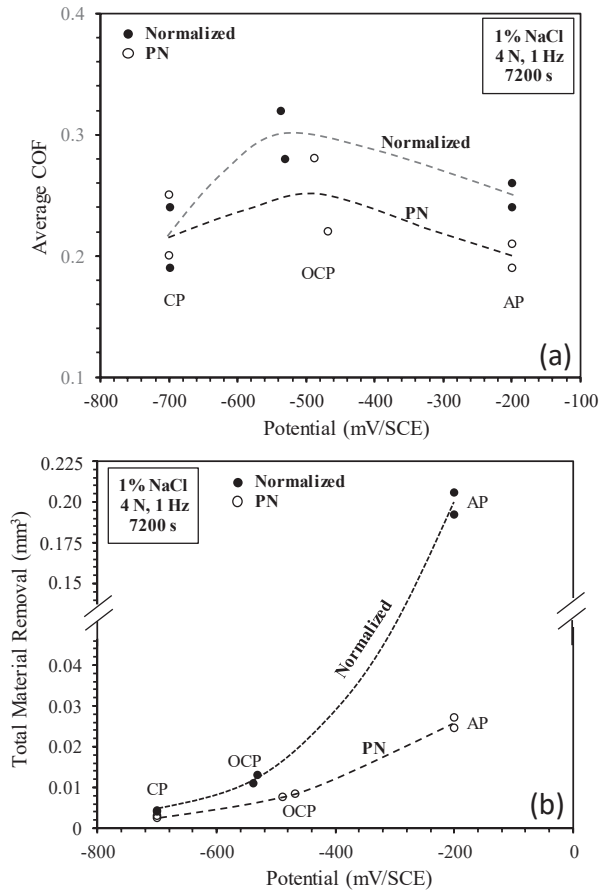 0.4
0.3
0.2
0.1
Average COF
Normalized
PN
1% NaCl
4 N, 1 Hz
7200 s
Normalized
PN
CP
OCP
AP
(a)
-800 -700 -600 -500 -400 -300 -200 -100
Potential (mV/SCE)
0.225
0.20
0.175
0.15
0.04
0.03
0.02
0.01
0
Total Material Removal (mm³)
1% NaCl
4 N, 1 Hz
7200 s
Normalized
PN
AP
Normalized
PN
AP
CP
OCP
OCP
(b)
-800 -600 -400 -200 0
Potential (mV/SCE)